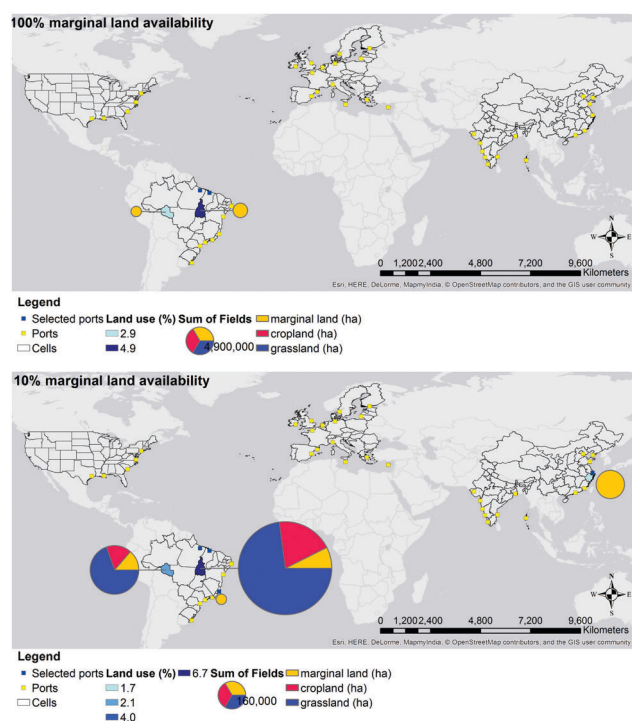 100% marginal land availability
N
W E
S
0 1,200 2,400 4,800 7,200 9,600
Kilometers
Esri, HERE, DeLorme, MapmyIndia, © OpenStreetMap contributors, and the GIS user community
Legend
Selected ports Land use (%) Sum of Fields marginal land (ha)
Ports 2.9 4,900,000 cropland (ha)
Cells 4.9 grassland (ha)
10% marginal land availability
N
W E
S
0 1,200 2,400 4,800 7,200 9,600
Kilometers
Esri, HERE, DeLorme, MapmyIndia, © OpenStreetMap contributors, and the GIS user community
Legend
Selected ports Land use (%) 6.7 Sum of Fields marginal land (ha)
Ports 1.7 160,000 cropland (ha)
Cells 2.1 grassland (ha)
4.0